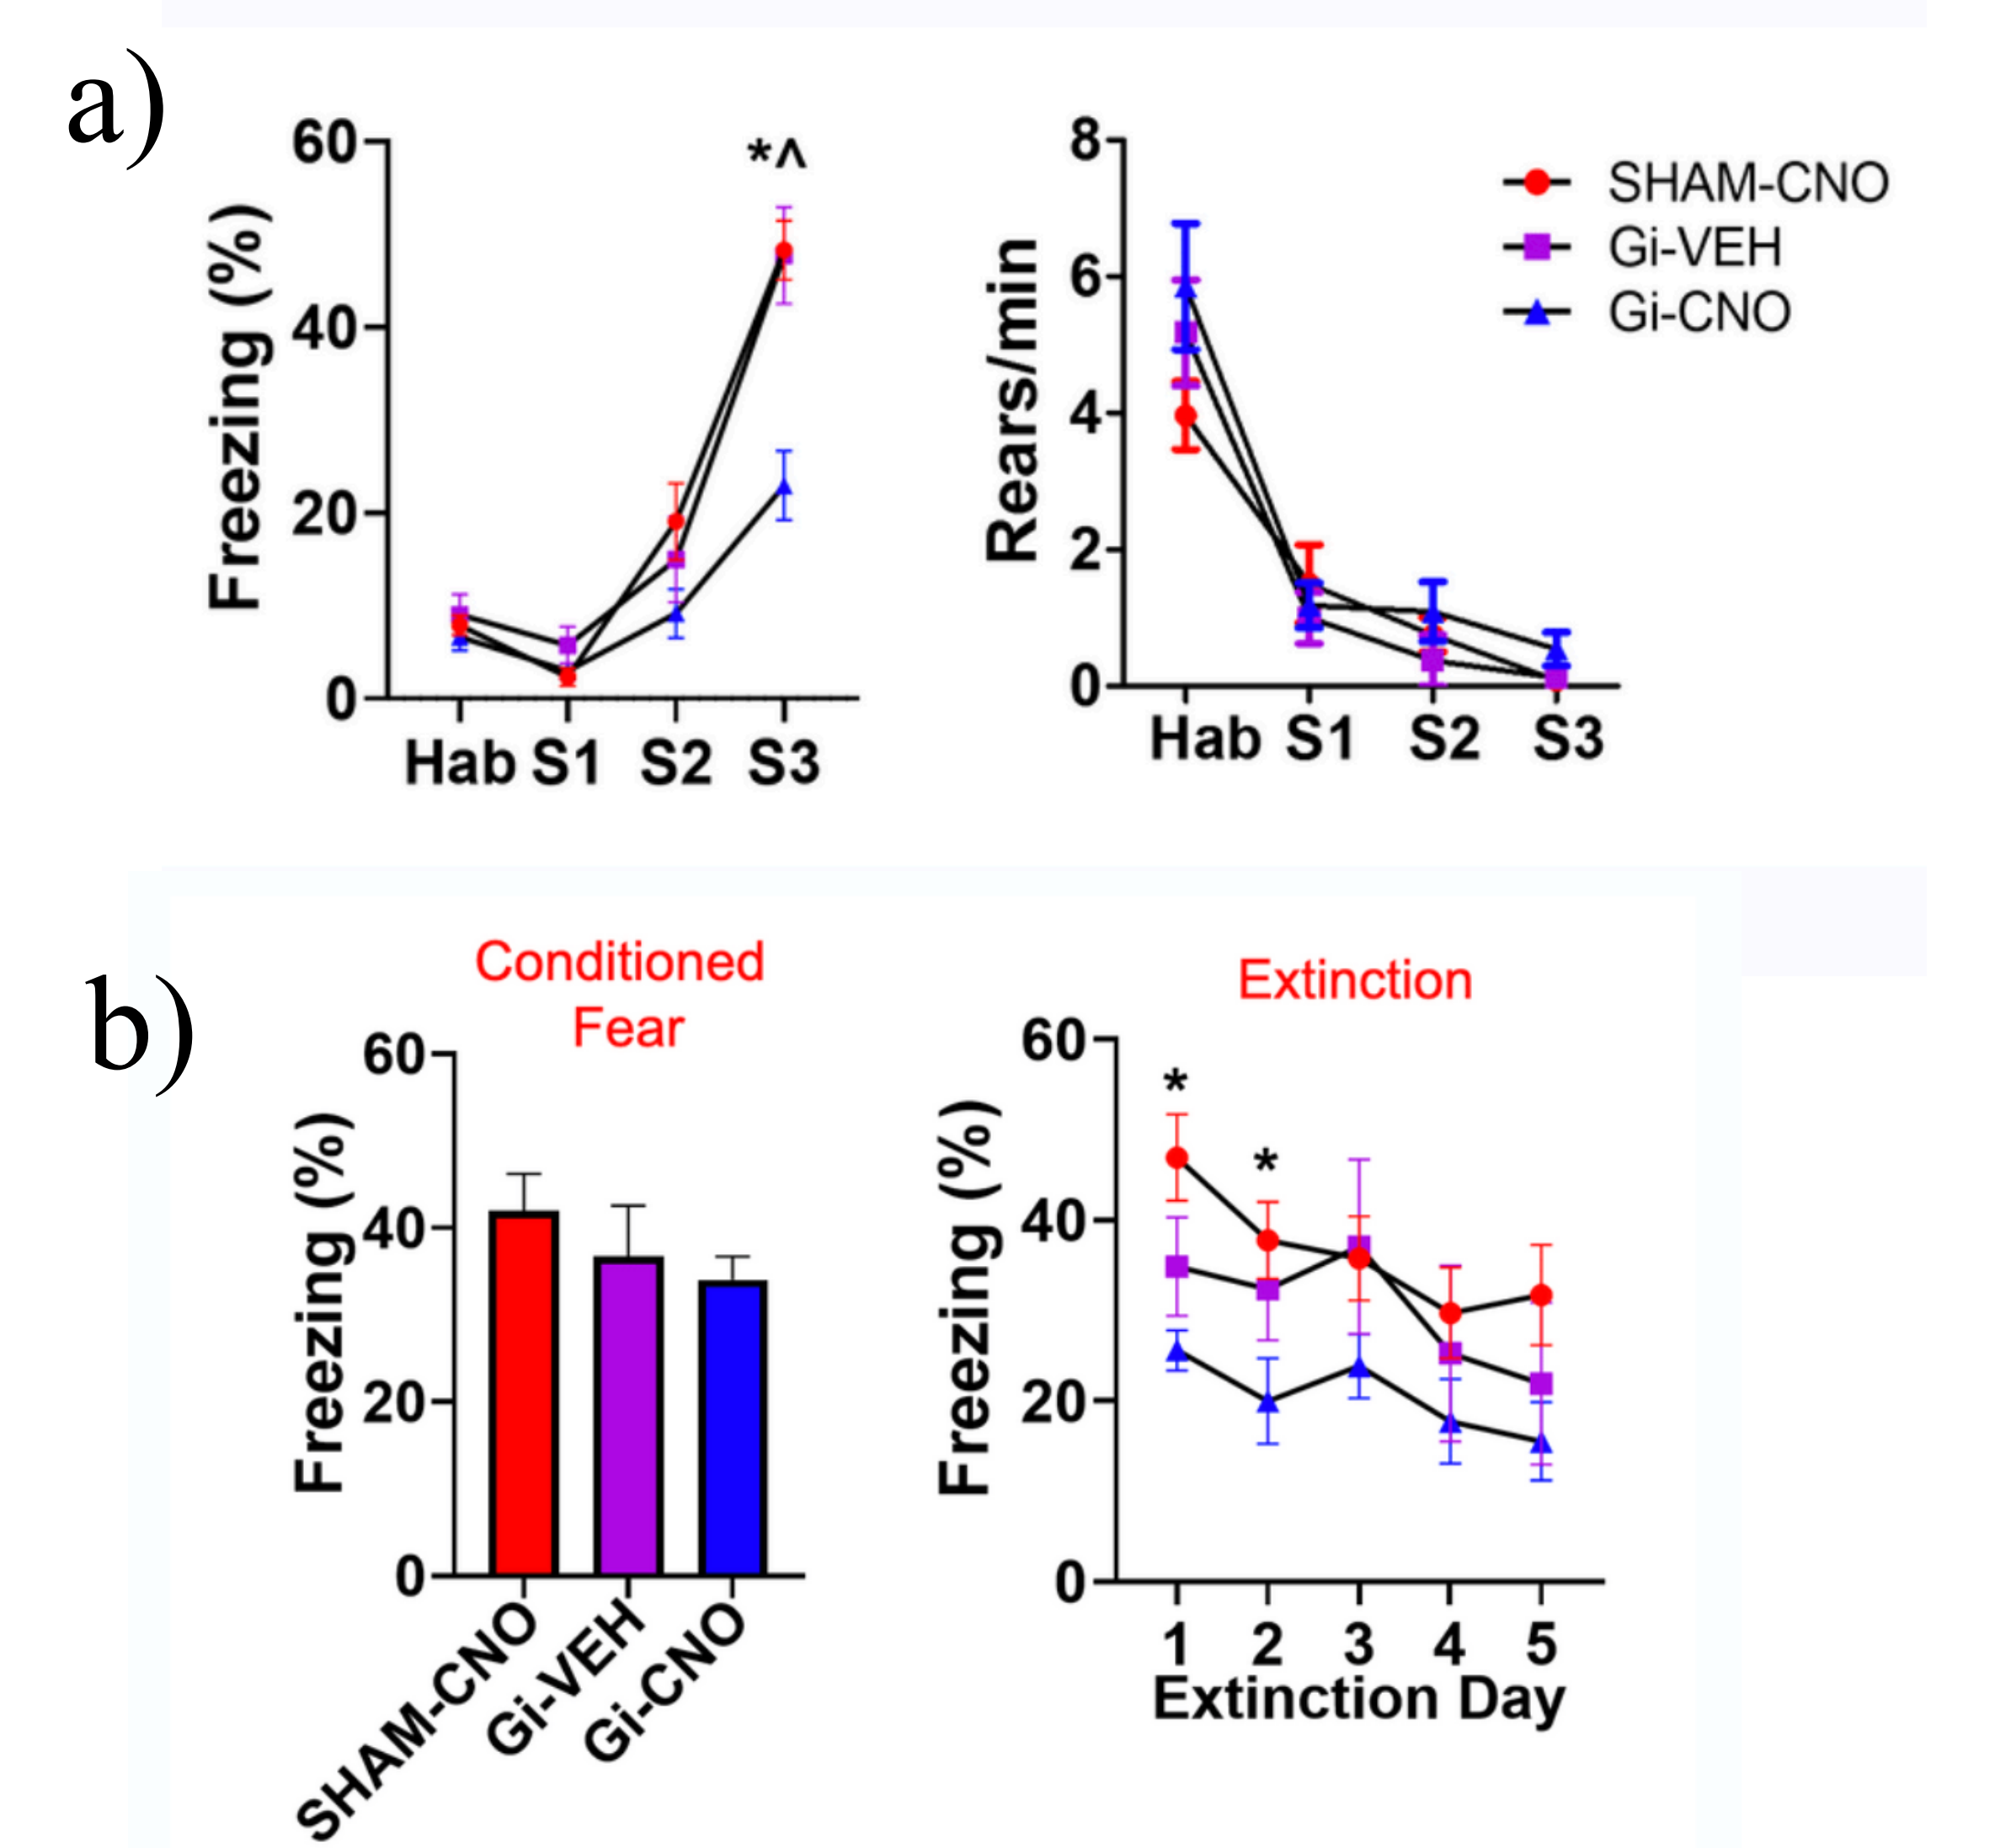 a)
60
40
20
0
Freezing (%)
*^
Hab S1 S2 S3
8
6
4
2
0
Rears/min
Hab S1 S2 S3
SHAM-CNO
Gi-VEH
Gi-CNO
b)
Conditioned
Fear
60
40
20
0
Freezing (%)
SHAM-CNO
Gi-VEH
Gi-CNO
Extinction
60
40
20
0
Freezing (%)
*
*
1 2 3 4 5
Extinction Day